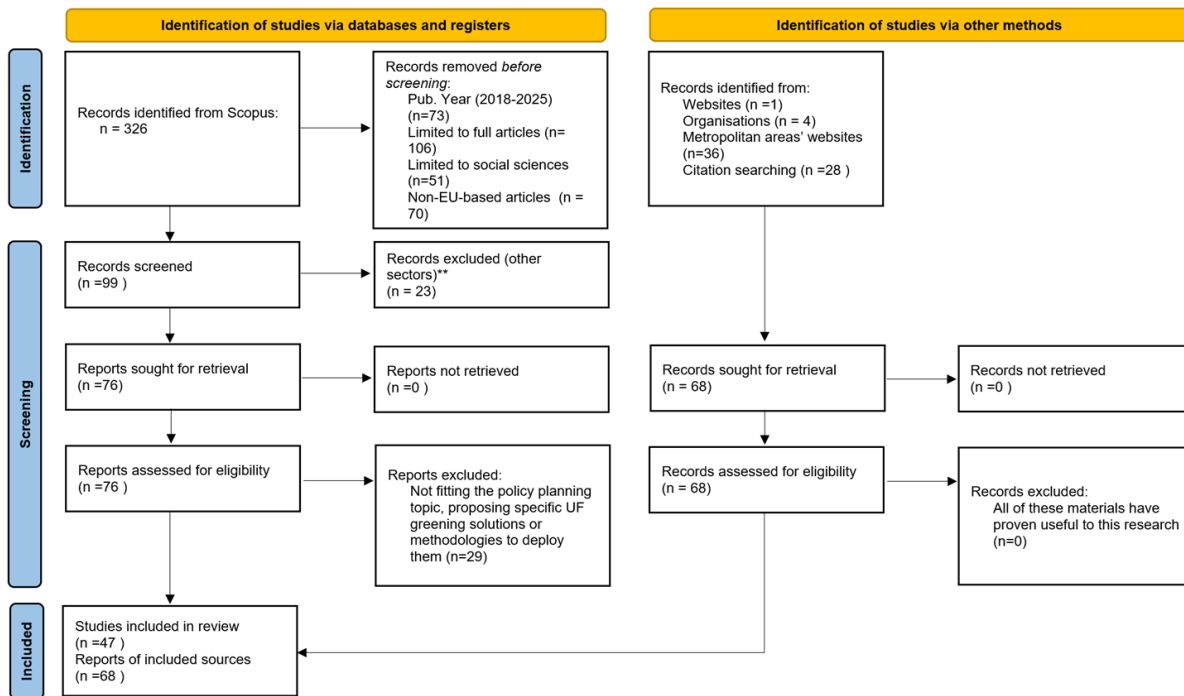 Identification of studies via databases and registers
Identification of studies via other methods
Identification
Records identified from Scopus:
n = 326
Records removed before
screening:
Pub. Year (2018-2025)
(n=73)
Limited to full articles (n=
106)
Limited to social sciences
(n=51)
Non-EU-based articles (n =
70)
Records identified from:
Websites (n =1)
Organisations (n = 4)
Metropolitan areas’ websites
(n=36)
Citation searching (n =28 )
Screening
Records screened
(n =99 )
Records excluded (other
sectors)**
(n = 23)
Reports sought for retrieval
(n =76)
Reports not retrieved
(n =0 )
Records sought for retrieval
(n = 68)
Records not retrieved
(n =0 )
Reports assessed for eligibility
(n =76 )
Reports excluded:
Not fitting the policy planning
topic, proposing specific UF
greening solutions or
methodologies to deploy
them (n=29)
Records assessed for eligibility
(n = 68)
Records excluded:
All of these materials have
proven useful to this research
(n=0)
Included
Studies included in review
(n =47 )
Reports of included sources
(n =68 )